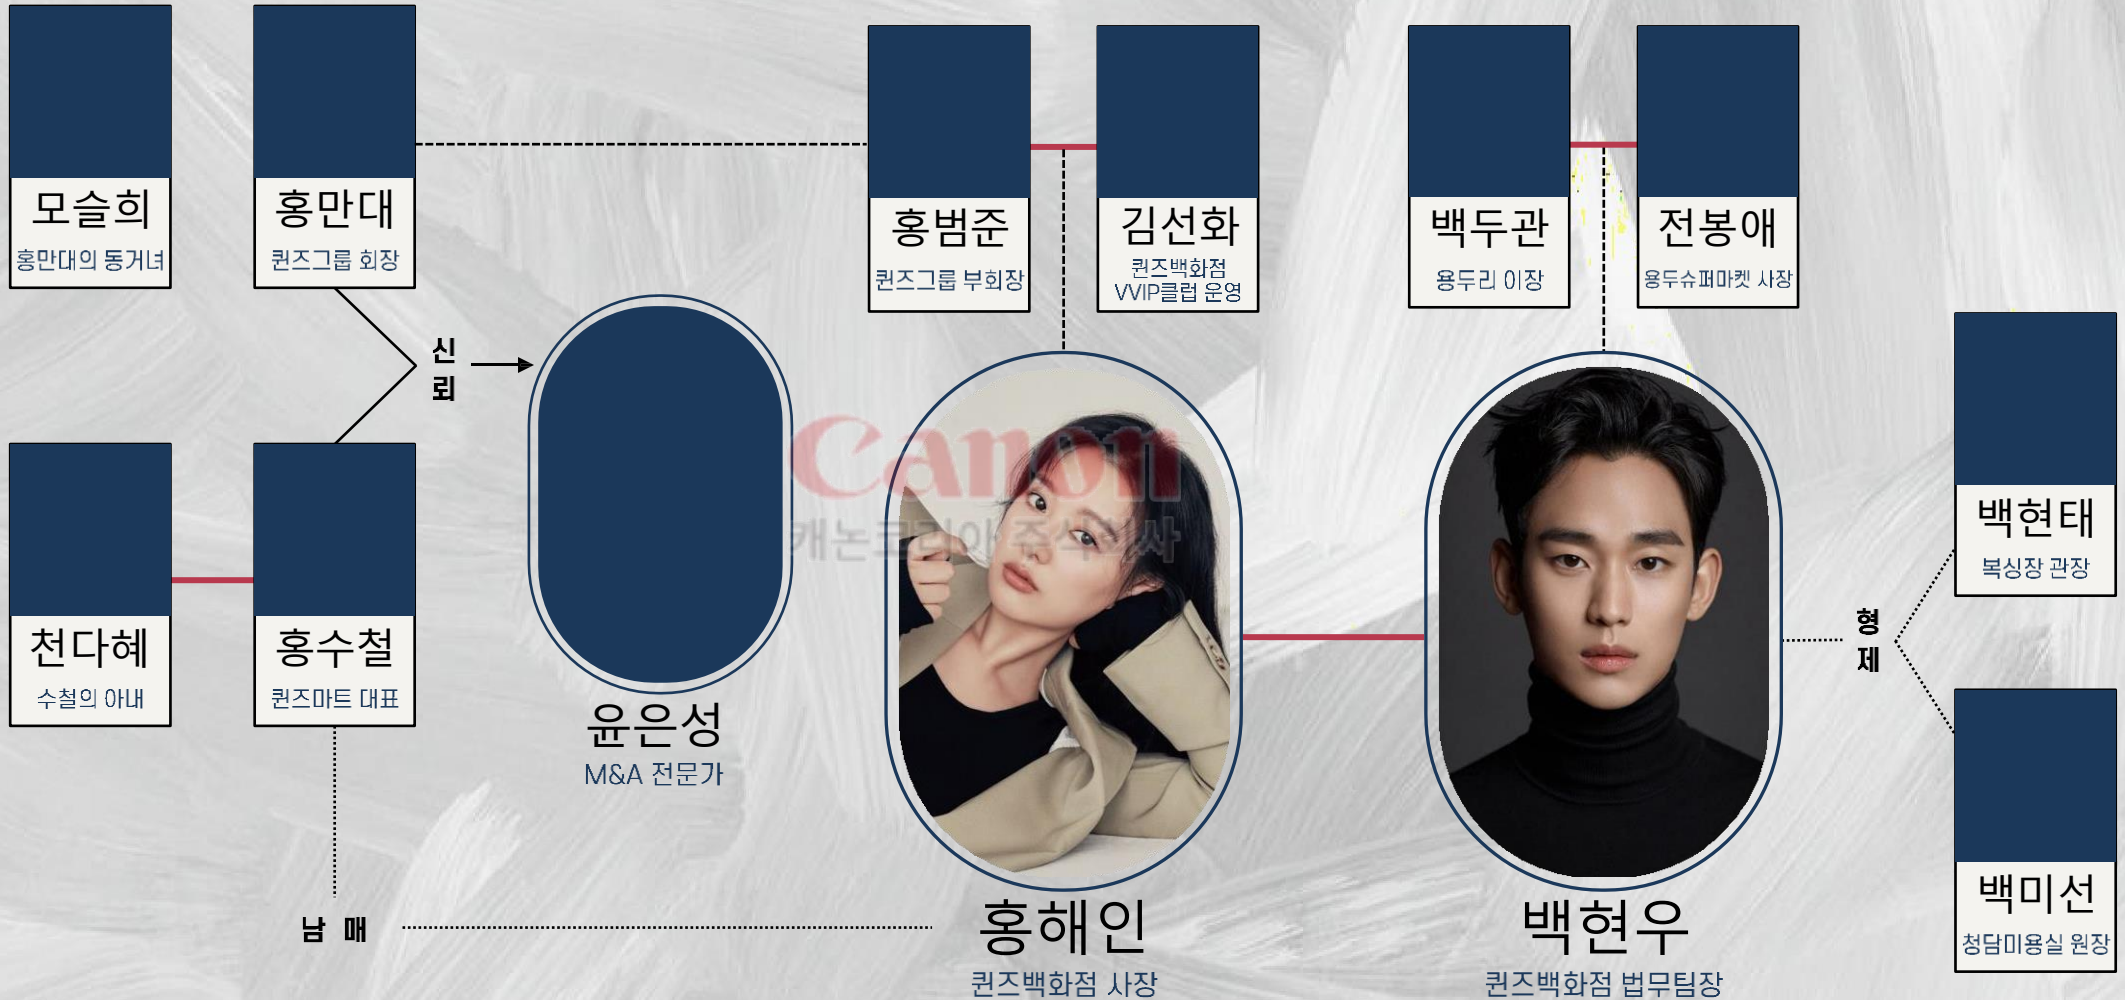 모슬희
홍만대의 동거녀
홍만대
퀸즈그룹 회장
홍범준
퀸즈그룹 부회장
김선화
퀸즈백화점
VVIP클럽 운영
백두관
용두리 이장
전봉애
용두슈퍼마켓 사장
신
뢰
천다혜
수철의 아내
홍수철
퀸즈마트 대표
윤은성
M&A 전문가
Canon
캐논코리아 주식회사
백현태
복싱장 관장
형
제
백미선
청담미용실 원장
남 매
홍해인
퀸즈백화점 사장
백현우
퀸즈백화점 법무팀장